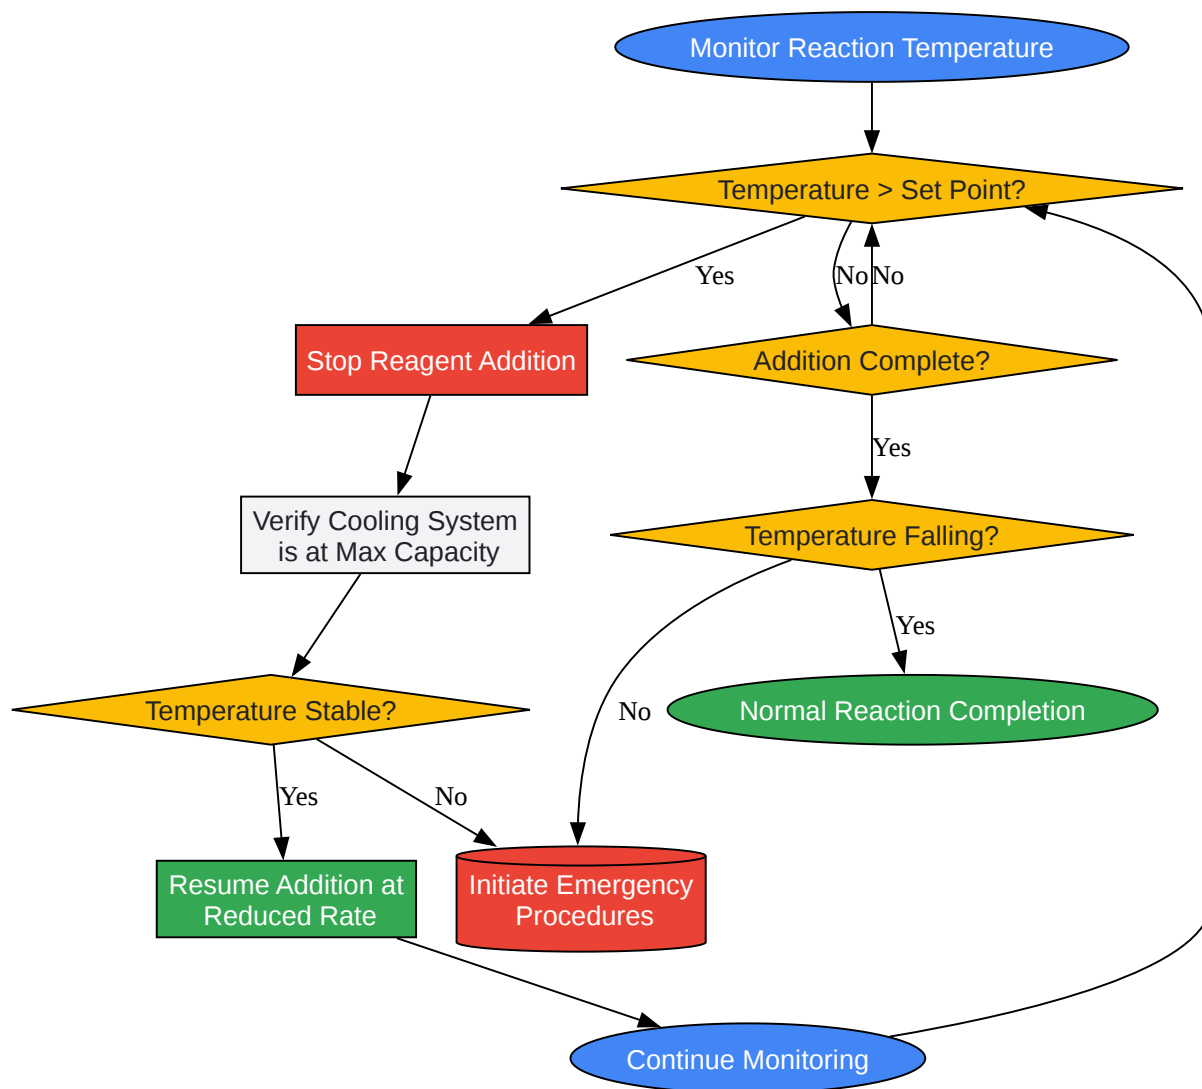 Monitor Reaction Temperature
Temperature > Set Point?
Yes
No
No
Stop Reagent Addition
Addition Complete?
Yes
Verify Cooling System
is at Max Capacity
Temperature Falling?
Yes
No
Temperature Stable?
Normal Reaction Completion
Yes
No
Resume Addition at
Reduced Rate
Initiate Emergency
Procedures
Continue Monitoring